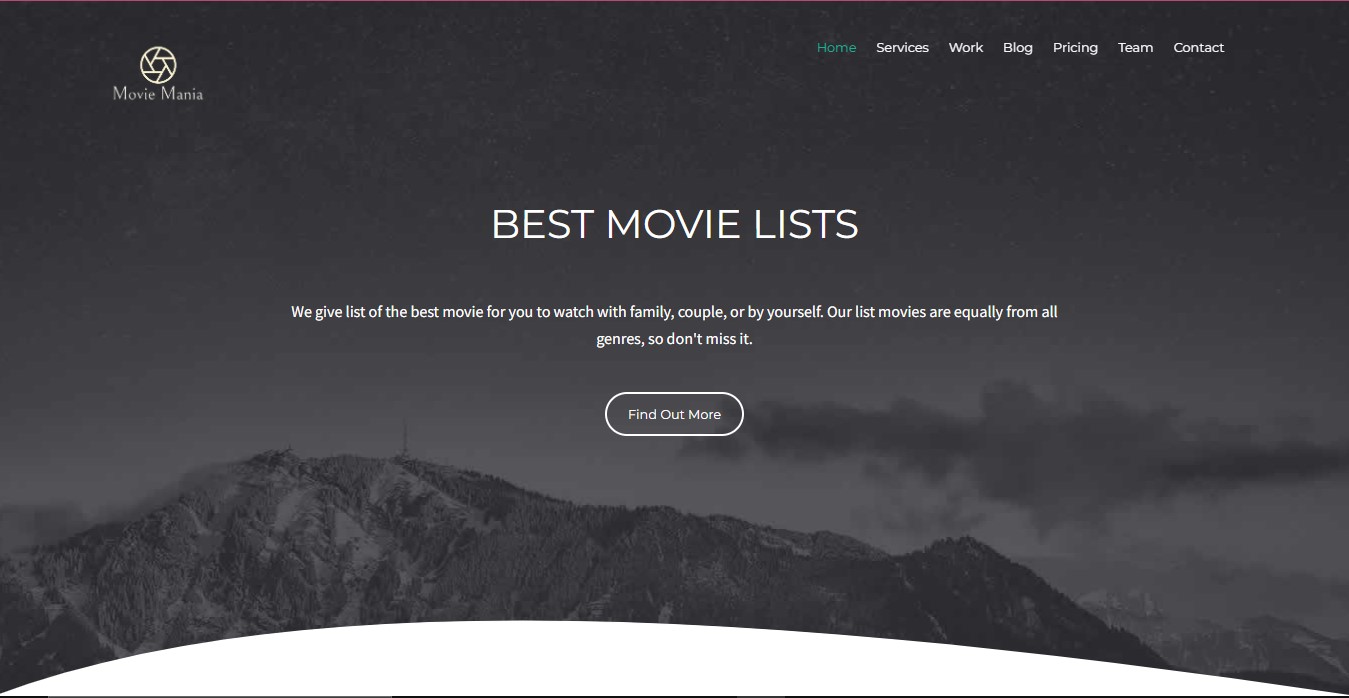 Home Services Work Blog Pricing Team Contact
Movie Mania
BEST MOVIE LISTS
We give list of the best movie for you to watch with family, couple, or by yourself. Our list movies are equally from all
genres, so don't miss it.
Find Out More